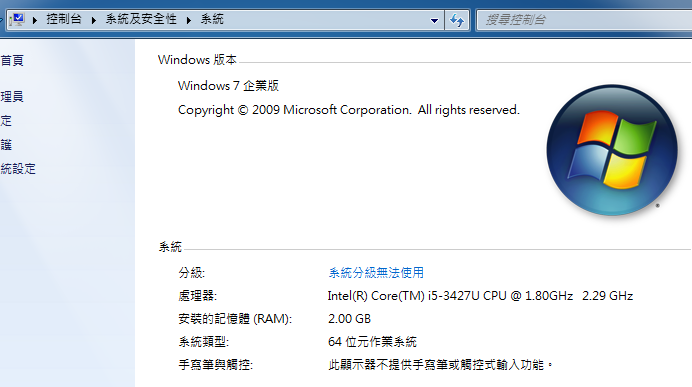 控制台 ▸ 系統及安全性 ▸ 系統
搜尋控制台
首頁
理員
定
護
統設定
Windows 版本
Windows 7 企業版
Copyright © 2009 Microsoft Corporation. All rights reserved.
系統
分級: 系統分級無法使用
處理器: Intel(R) Core(TM) i5-3427U CPU @ 1.80GHz 2.29 GHz
安裝的記憶體 (RAM): 2.00 GB
系統類型: 64 位元作業系統
手寫筆與觸控: 此顯示器不提供手寫筆或觸控式輸入功能。